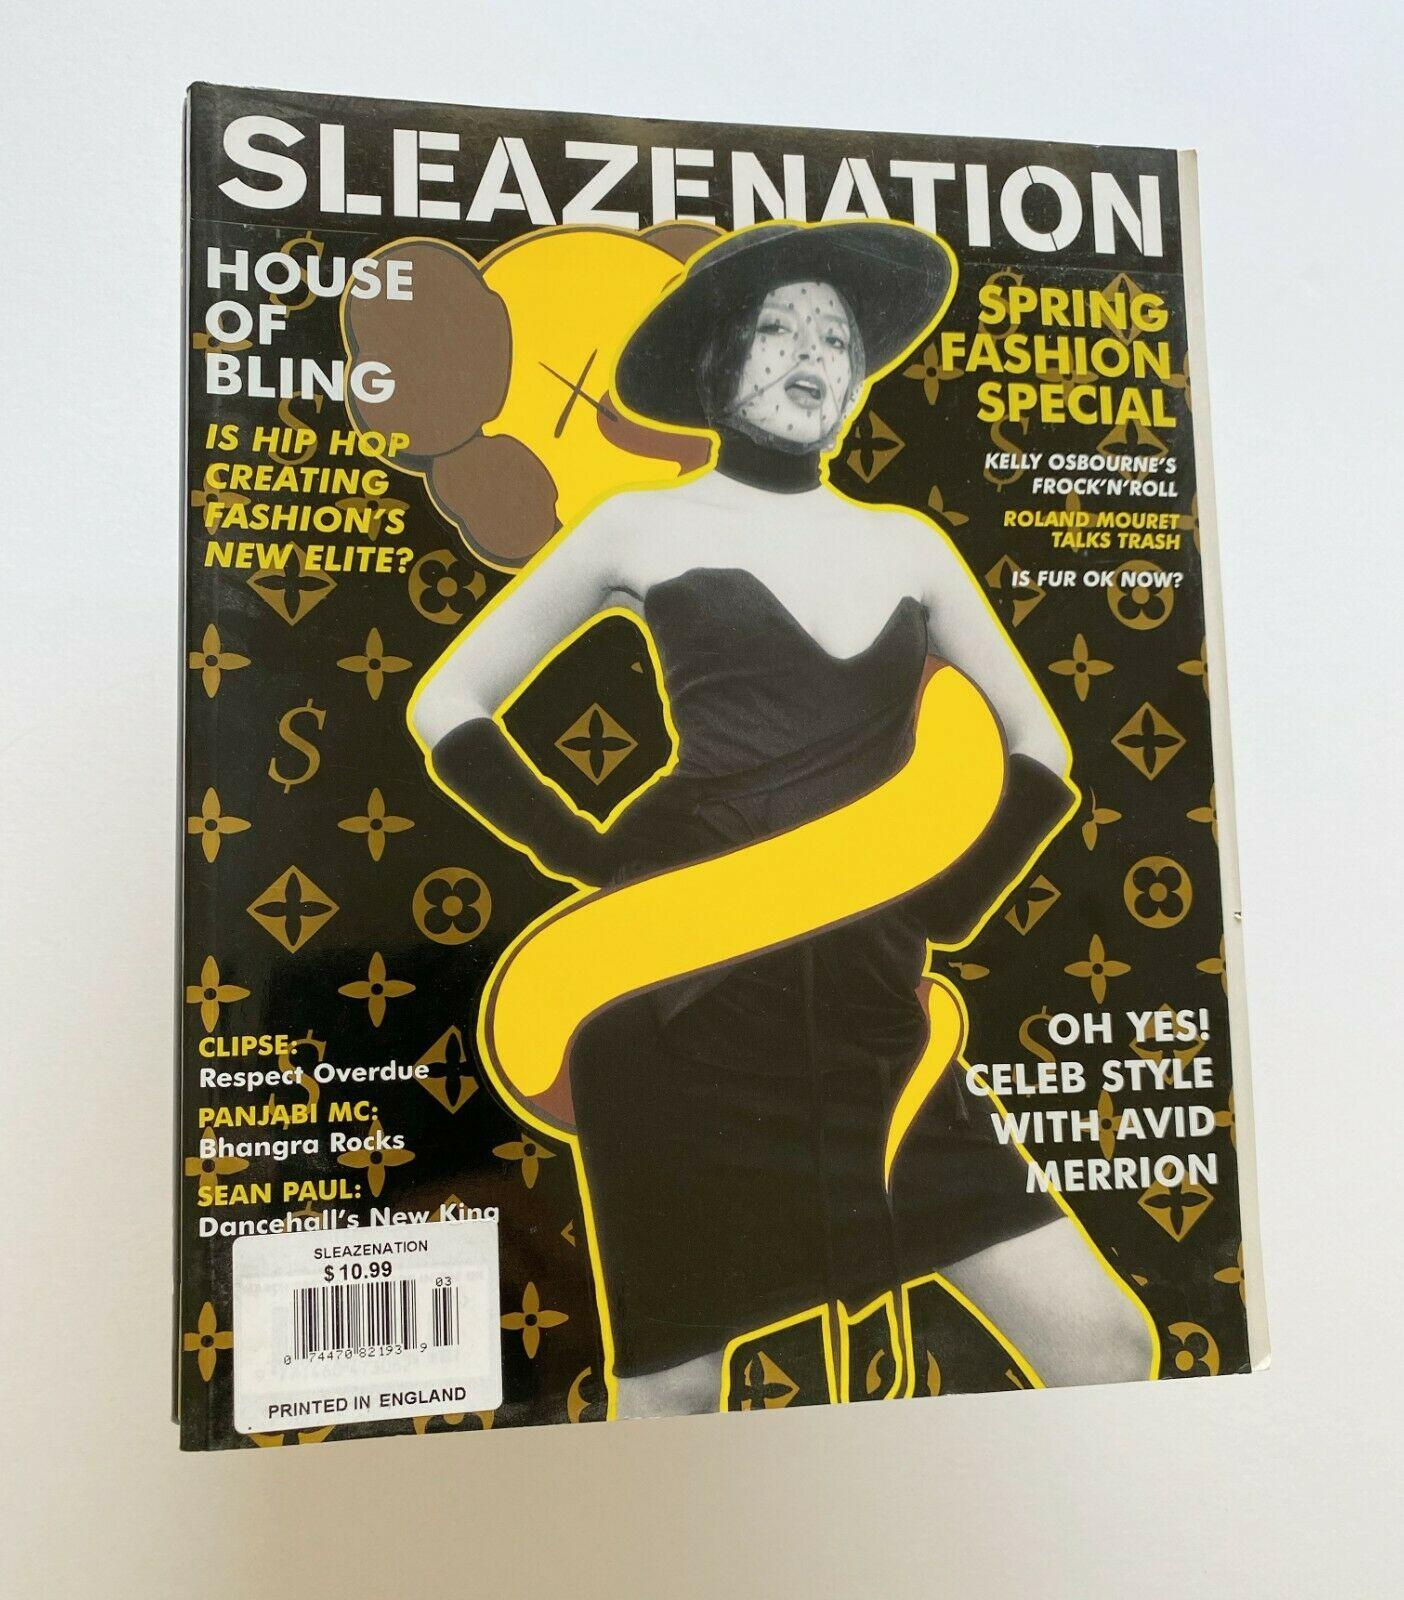 SLEAZENATION
HOUSE
OF
BLING
IS HIP HOP
CREATING
FASHION'S
NEW ELITE?
SPRING
FASHION
SPECIAL
KELLY OSBOURNE'S
FROCK'N'ROLL
ROLAND MOURET
TALKS TRASH
IS FUR OK NOW?
CLIPSE:
Respect Overdue
PANJABI MC:
Bhangra Rocks
SEAN PAUL:
Dancehall's New King
OH YES!
CELEB STYLE
WITH AVID
MERRION
SLEAZENATION
$ 10.99
03
0 74470 82193 9
PRINTED IN ENGLAND